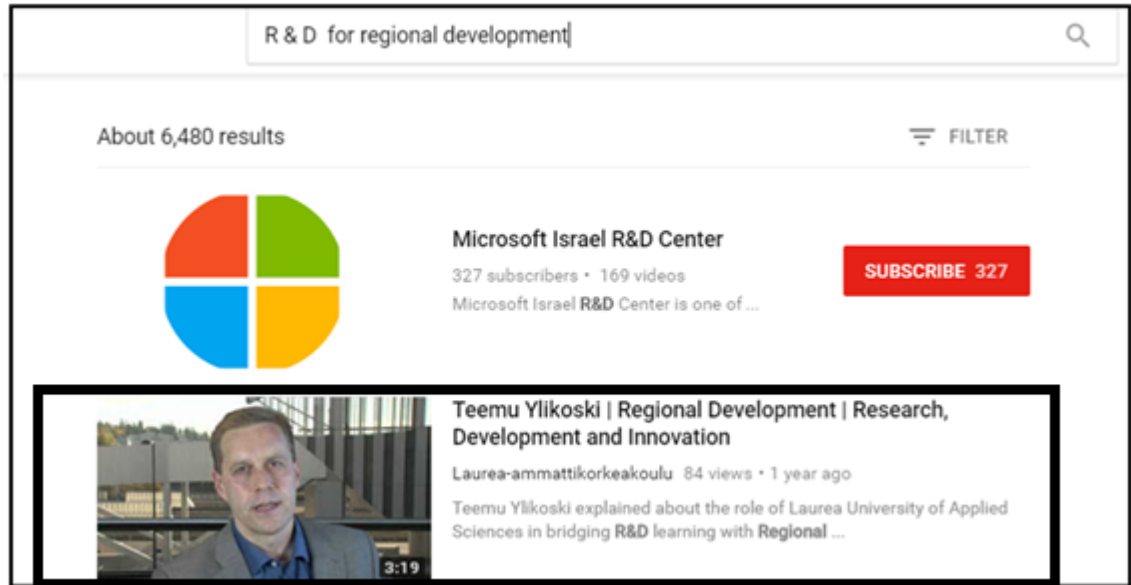 R & D  for regional development
About 6,480 results
FILTER
Microsoft Israel R&D Center
327 subscribers • 169 videos
SUBSCRIBE 327
Microsoft Israel R&D Center is one of ...
Teemu Ylikoski | Regional Development | Research,
Development and Innovation
Laurea-ammattikorkeakoulu 84 views • 1 year ago
Teemu Ylikoski explained about the role of Laurea University of Applied
Sciences in bridging R&D learning with Regional ...
3:19